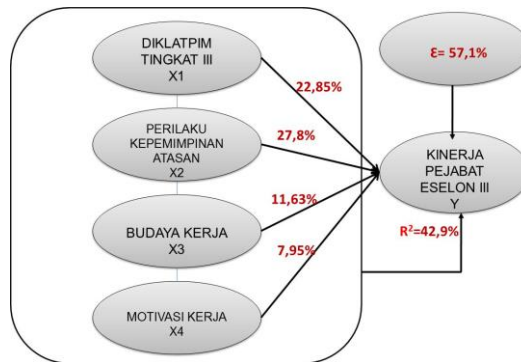 DIKLATPIM
TINGKAT III
X1
22,85%
PERILAKU
KEPEMIMPINAN
ATASAN
X2
27,8%
BUDAYA KERJA
X3
11,63%
MOTIVASI KERJA
X4
7,95%
Ɛ= 57,1%
KINERJA
PEJABAT
ESELON III
Y
R²=42,9%